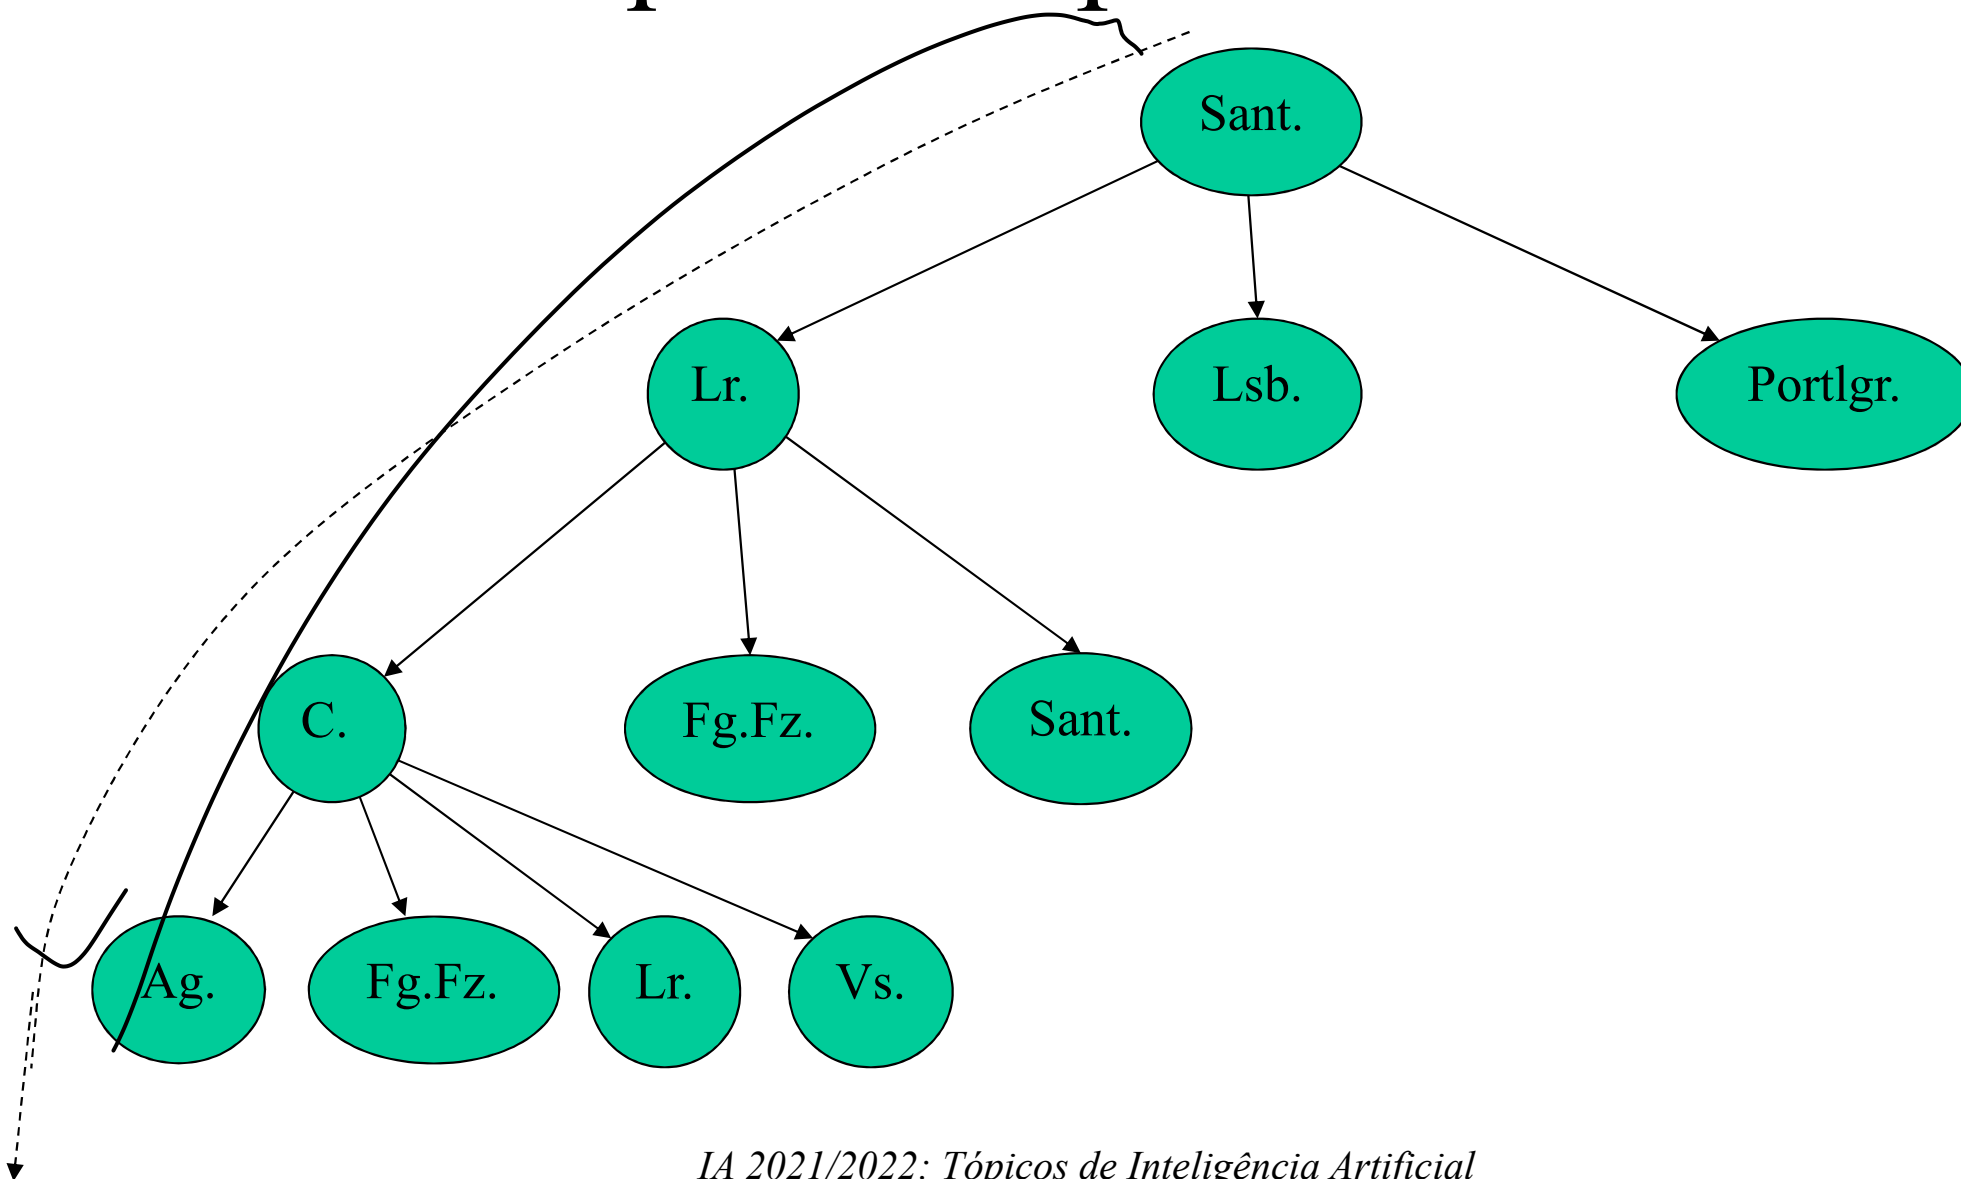 Sant.
Lr. Lsb. Portlgr.
C. Fg.Fz. Sant.
Ag. Fg.Fz. Lr. Vs.
IA 2021/2022: Tópicos de Inteligência Artificial